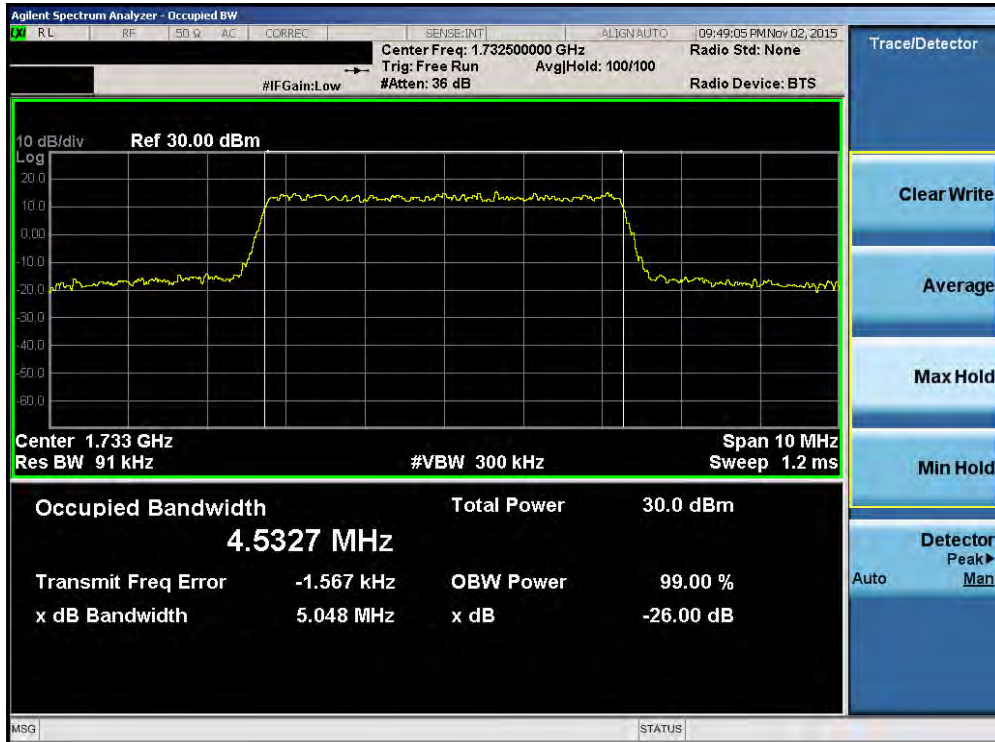 Agilent Spectrum Analyzer - Occupied BW
LXI RL RF 50 Ω AC CORREC SENSE:INT ALIGN AUTO 09:49:05 PM Nov 02, 2015
Center Freq: 1.732500000 GHz Radio Std: None
Trig: Free Run Avg|Hold: 100/100
#IFGain:Low #Atten: 36 dB Radio Device: BTS
10 dB/div Ref 30.00 dBm
Log
20.0
10.0
0.00
-10.0
-20.0
-30.0
-40.0
-50.0
-60.0
Center 1.733 GHz Span 10 MHz
Res BW 91 kHz #VBW 300 kHz Sweep 1.2 ms
Occupied Bandwidth Total Power 30.0 dBm
4.5327 MHz
Transmit Freq Error -1.567 kHz OBW Power 99.00 %
x dB Bandwidth 5.048 MHz x dB -26.00 dB
MSG STATUS
Trace/Detector
Clear Write
Average
Max Hold
Min Hold
Detector
Peak▶
Auto Man